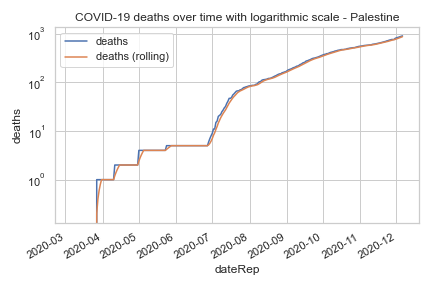 COVID-19 deaths over time with logarithmic scale - Palestine
deaths
deaths (rolling)
10³
10²
10¹
10⁰
deaths
2020-03
2020-04
2020-05
2020-06
2020-07
2020-08
2020-09
2020-10
2020-11
2020-12
dateRep